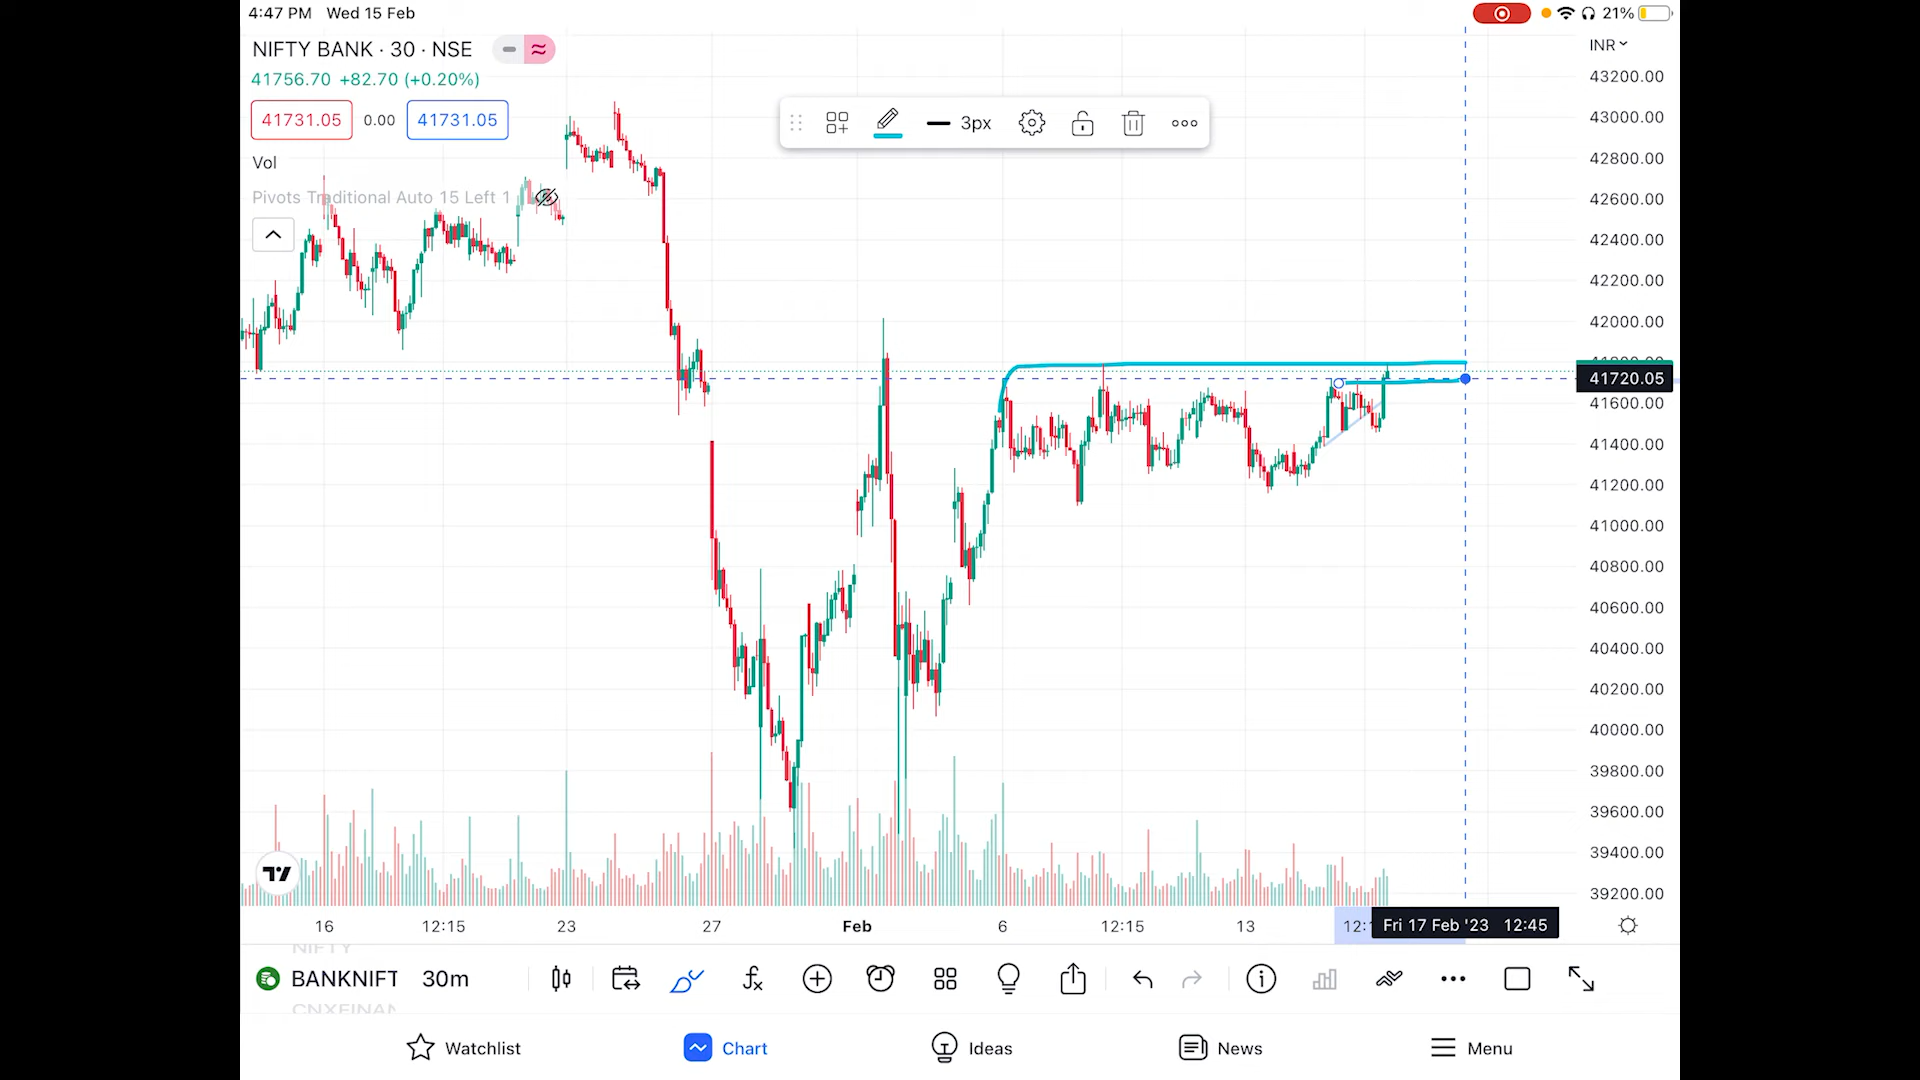 4:47 PM Wed 15 Feb
21%
NIFTY BANK · 30 · NSE
INR
41756.70 +82.70 (+0.20%)
41731.05 0.00 41731.05
3px
Vol
Pivots Traditional Auto 15 Left 1
43200.00
43000.00
42800.00
42600.00
42400.00
42200.00
42000.00
41720.05
41600.00
41400.00
41200.00
41000.00
40800.00
40600.00
40400.00
40200.00
40000.00
39800.00
39600.00
39400.00
39200.00
16 12:15 23 27 Feb 6 12:15 13 Fri 17 Feb '23 12:45
NIFTY
BANKNIFT 30m
CNXFINAN
Watchlist Chart Ideas News Menu